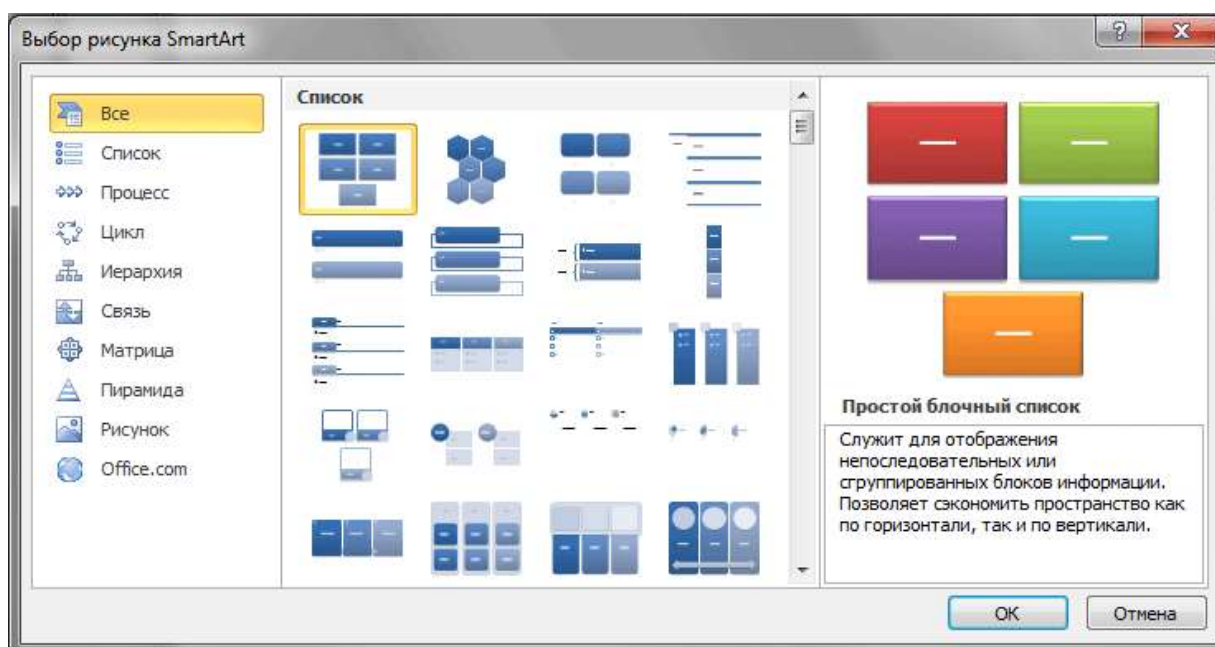 Выбор рисунка SmartArt
Все
Список
Процесс
Цикл
Иерархия
Связь
Матрица
Пирамида
Рисунок
Office.com
Список
Простой блочный список
Служит для отображения
непоследовательных или
сгруппированных блоков информации.
Позволяет сэкономить пространство как
по горизонтали, так и по вертикали.
ОК
Отмена